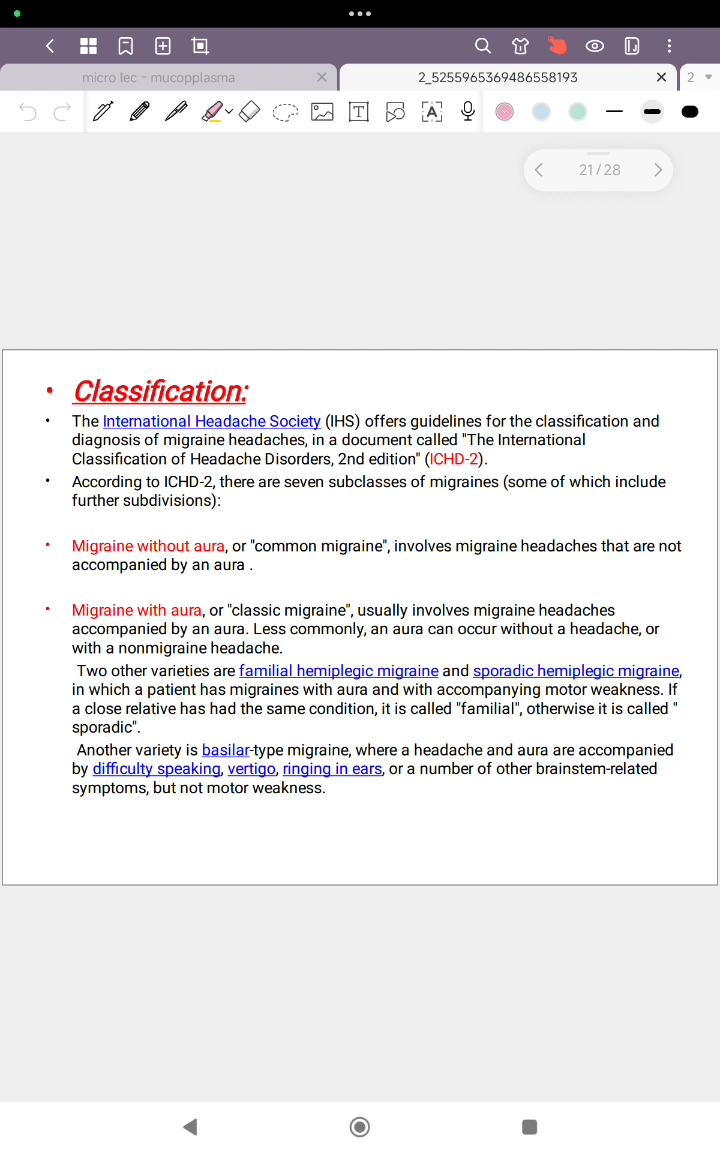 micro lec - mucopplasma
2_5255965369486558193
2
21/28
• Classification:
• The International Headache Society (IHS) offers guidelines for the classification and
diagnosis of migraine headaches, in a document called "The International
Classification of Headache Disorders, 2nd edition" (ICHD-2).
• According to ICHD-2, there are seven subclasses of migraines (some of which include
further subdivisions):
• Migraine without aura, or "common migraine", involves migraine headaches that are not
accompanied by an aura .
• Migraine with aura, or "classic migraine", usually involves migraine headaches
accompanied by an aura. Less commonly, an aura can occur without a headache, or
with a nonmigraine headache.
Two other varieties are familial hemiplegic migraine and sporadic hemiplegic migraine,
in which a patient has migraines with aura and with accompanying motor weakness. If
a close relative has had the same condition, it is called "familial", otherwise it is called "
sporadic".
Another variety is basilar-type migraine, where a headache and aura are accompanied
by difficulty speaking, vertigo, ringing in ears, or a number of other brainstem-related
symptoms, but not motor weakness.